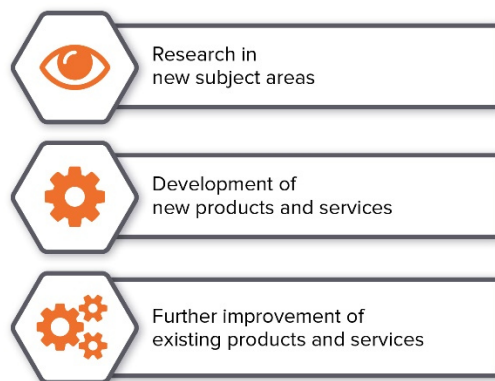 Research in
new subject areas
Development of
new products and services
Further improvement of
existing products and services